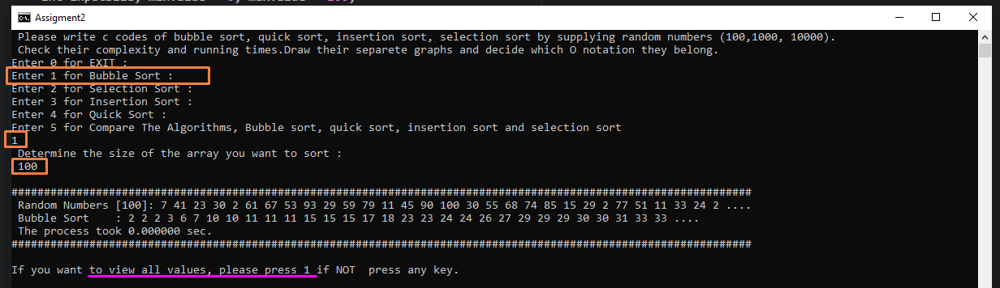 Assigment2
Please write c codes of bubble sort, quick sort, insertion sort, selection sort by supplying random numbers (100,1000, 10000).
Check their complexity and running times.Draw their separete graphs and decide which O notation they belong.
Enter 0 for EXIT :
Enter 1 for Bubble Sort :
Enter 2 for Selection Sort :
Enter 3 for Insertion Sort :
Enter 4 for Quick Sort :
Enter 5 for Compare The Algorithms, Bubble sort, quick sort, insertion sort and selection sort
1
Determine the size of the array you want to sort :
100
##################################################################################################################
Random Numbers [100]: 7 41 23 30 2 61 67 53 93 29 59 79 11 45 90 100 30 55 68 74 85 15 29 2 77 51 11 33 24 2 ....
Bubble Sort    : 2 2 2 3 6 7 10 10 11 11 11 15 15 15 17 18 23 23 24 24 26 27 29 29 29 30 30 31 33 33 ....
The process took 0.000000 sec.
##################################################################################################################
If you want to view all values, please press 1 if NOT  press any key.